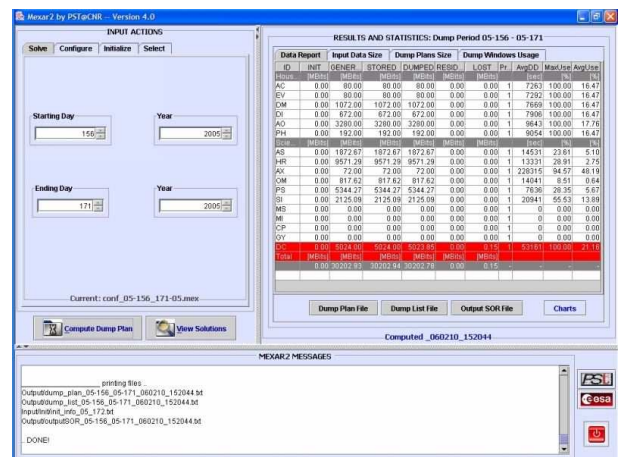 Mexar2 by PST@CNR -- Version 4.0
INPUT ACTIONS
Solve Configure Initialize Select
Starting Day Year
156 2005
Ending Day Year
171 2005
Current: conf_05-156_171-05.mex
Compute Dump Plan View Solutions
RESULTS AND STATISTICS: Dump Period 05-156 - 05-171
Data Report Input Data Size Dump Plans Size Dump Windows Usage
ID INIT GENER... STORED DUMPED RESID... LOST Pr. AvgDD MaxUse AvgUse
Hous... [MBits] [MBits] [MBits] [MBits] [MBits] [MBits] [sec] [%] [%]
AC 0.00 80.00 80.00 80.00 0.00 0.00 1 7263 100.00 16.47
EV 0.00 80.00 80.00 80.00 0.00 0.00 1 7292 100.00 16.47
DM 0.00 1072.00 1072.00 1072.00 0.00 0.00 1 7669 100.00 16.47
DI 0.00 672.00 672.00 672.00 0.00 0.00 1 7906 100.00 16.47
AO 0.00 3280.00 3280.00 3280.00 0.00 0.00 1 9643 100.00 17.76
PH 0.00 192.00 192.00 192.00 0.00 0.00 1 9054 100.00 16.47
Scie... [MBits] [MBits] [MBits] [MBits] [MBits] [MBits] [sec] [%] [%]
AS 0.00 1872.67 1872.67 1872.67 0.00 0.00 1 14531 23.61 5.10
HR 0.00 9571.29 9571.29 9571.29 0.00 0.00 1 13331 28.91 2.75
AX 0.00 72.00 72.00 72.00 0.00 0.00 1 228315 94.57 48.19
OM 0.00 817.62 817.62 817.62 0.00 0.00 1 14041 8.51 0.64
PS 0.00 5344.27 5344.27 5344.27 0.00 0.00 1 7636 28.35 5.67
SI 0.00 2125.09 2125.09 2125.09 0.00 0.00 1 20941 55.53 13.89
MS 0.00 0.00 0.00 0.00 0.00 0.00 1 0 0.00 0.00
MI 0.00 0.00 0.00 0.00 0.00 0.00 1 0 0.00 0.00
CP 0.00 0.00 0.00 0.00 0.00 0.00 1 0 0.00 0.00
OY 0.00 0.00 0.00 0.00 0.00 0.00 1 0 0.00 0.00
DC 0.00 5024.00 5024.00 5023.85 0.00 0.15 1 53161 100.00 21.18
Total [MBits] [MBits] [MBits] [MBits] [MBits] [MBits]
0.00 30202.93 30202.94 30202.78 0.00 0.15 - - - -
Dump Plan File Dump List File Output SOR File Charts
Computed _060210_152044
MEXAR2 MESSAGES
____________ printing files ..
Output/dump_plan_05-156_05-171_060210_152044.txt
Output/dump_list_05-156_05-171_060210_152044.txt
Input/Init/init_info_05_172.txt
Output/outputSOR_05-156_05-171_060210_152044.txt
.. DONE!
PST
esa